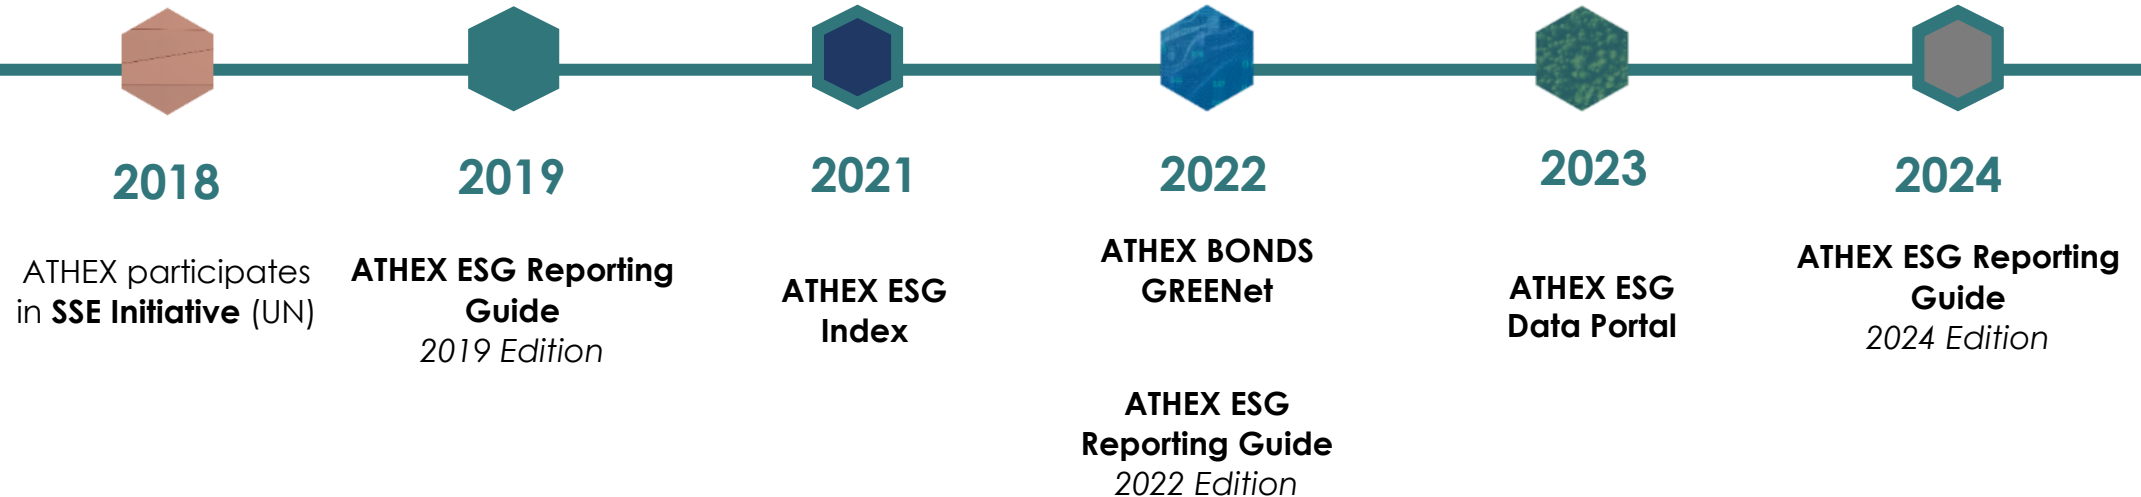 2018
ATHEX participates
in SSE Initiative (UN)
2019
ATHEX ESG Reporting
Guide
2019 Edition
2021
ATHEX ESG
Index
2022
ATHEX BONDS
GREENet
ATHEX ESG
Reporting Guide
2022 Edition
2023
ATHEX ESG
Data Portal
2024
ATHEX ESG Reporting
Guide
2024 Edition